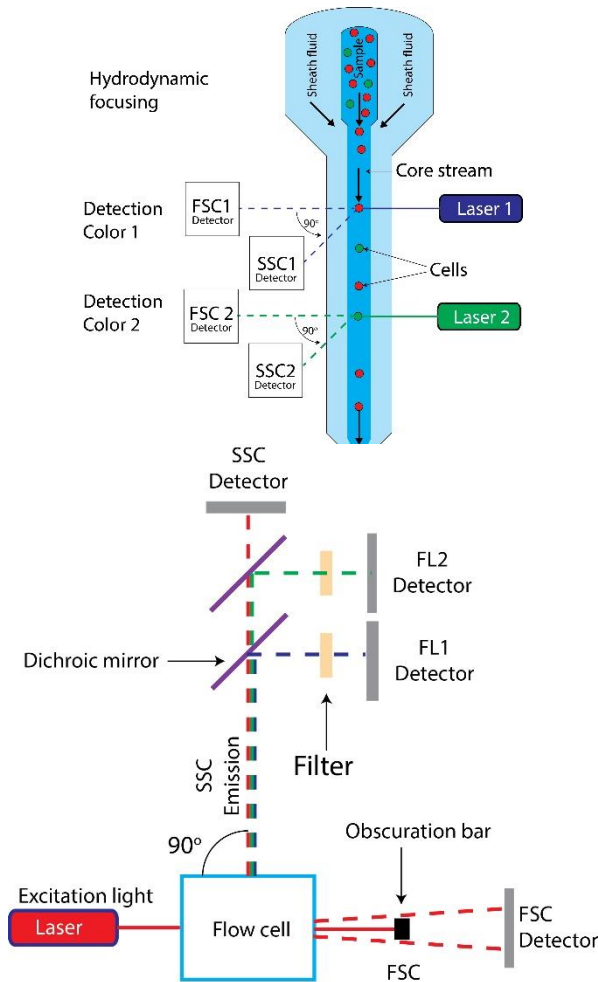 Hydrodynamic
focusing
Sheath fluid
Sample
Sheath fluid
Core stream
Detection
Color 1
FSC1
Detector
90°
SSC1
Detector
Laser 1
Cells
Detection
Color 2
FSC 2
Detector
90°
SSC2
Detector
Laser 2
SSC
Detector
FL2
Detector
Dichroic mirror
FL1
Detector
Filter
SSC
Emission
90°
Obscuration bar
Excitation light
Laser
Flow cell
FSC
FSC
Detector